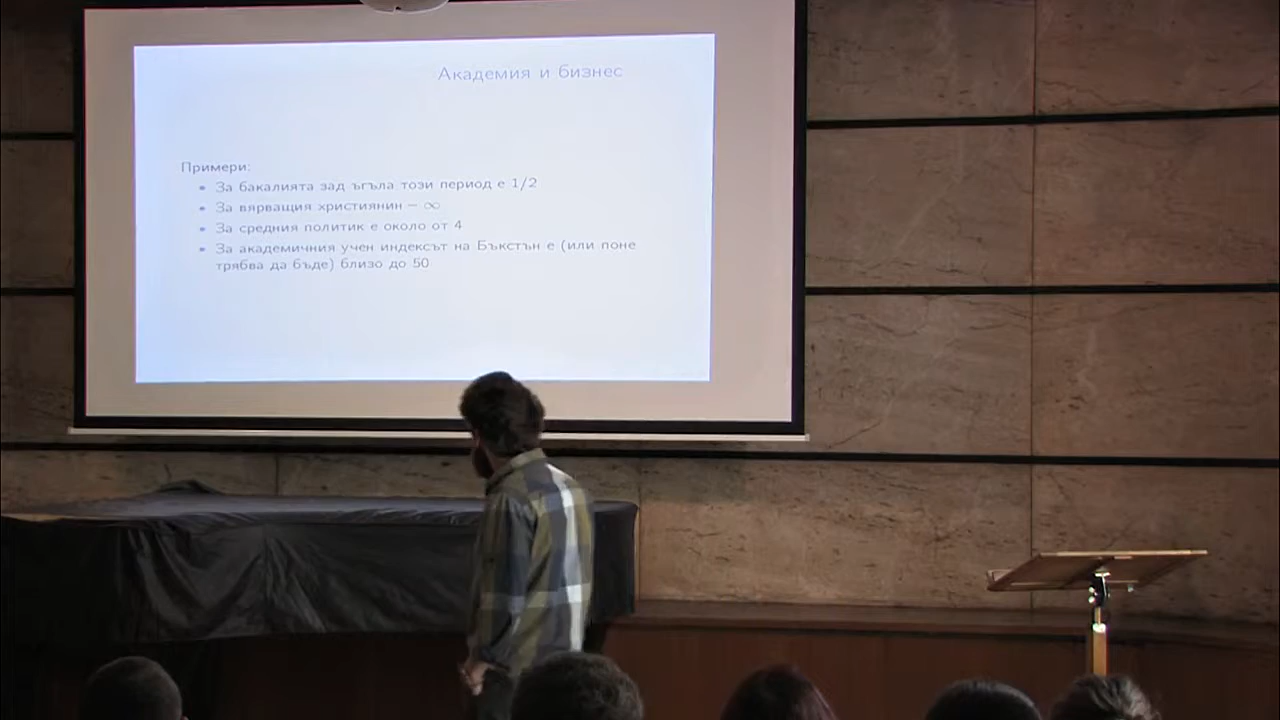 Академия и бизнес
Примери:
• За бакалията зад ъгъла този период е 1/2
• За вярващия християнин – ∞
• За средния политик е около от 4
• За академичния учен индексът на Бъкстън е (или поне
трябва да бъде) близо до 50